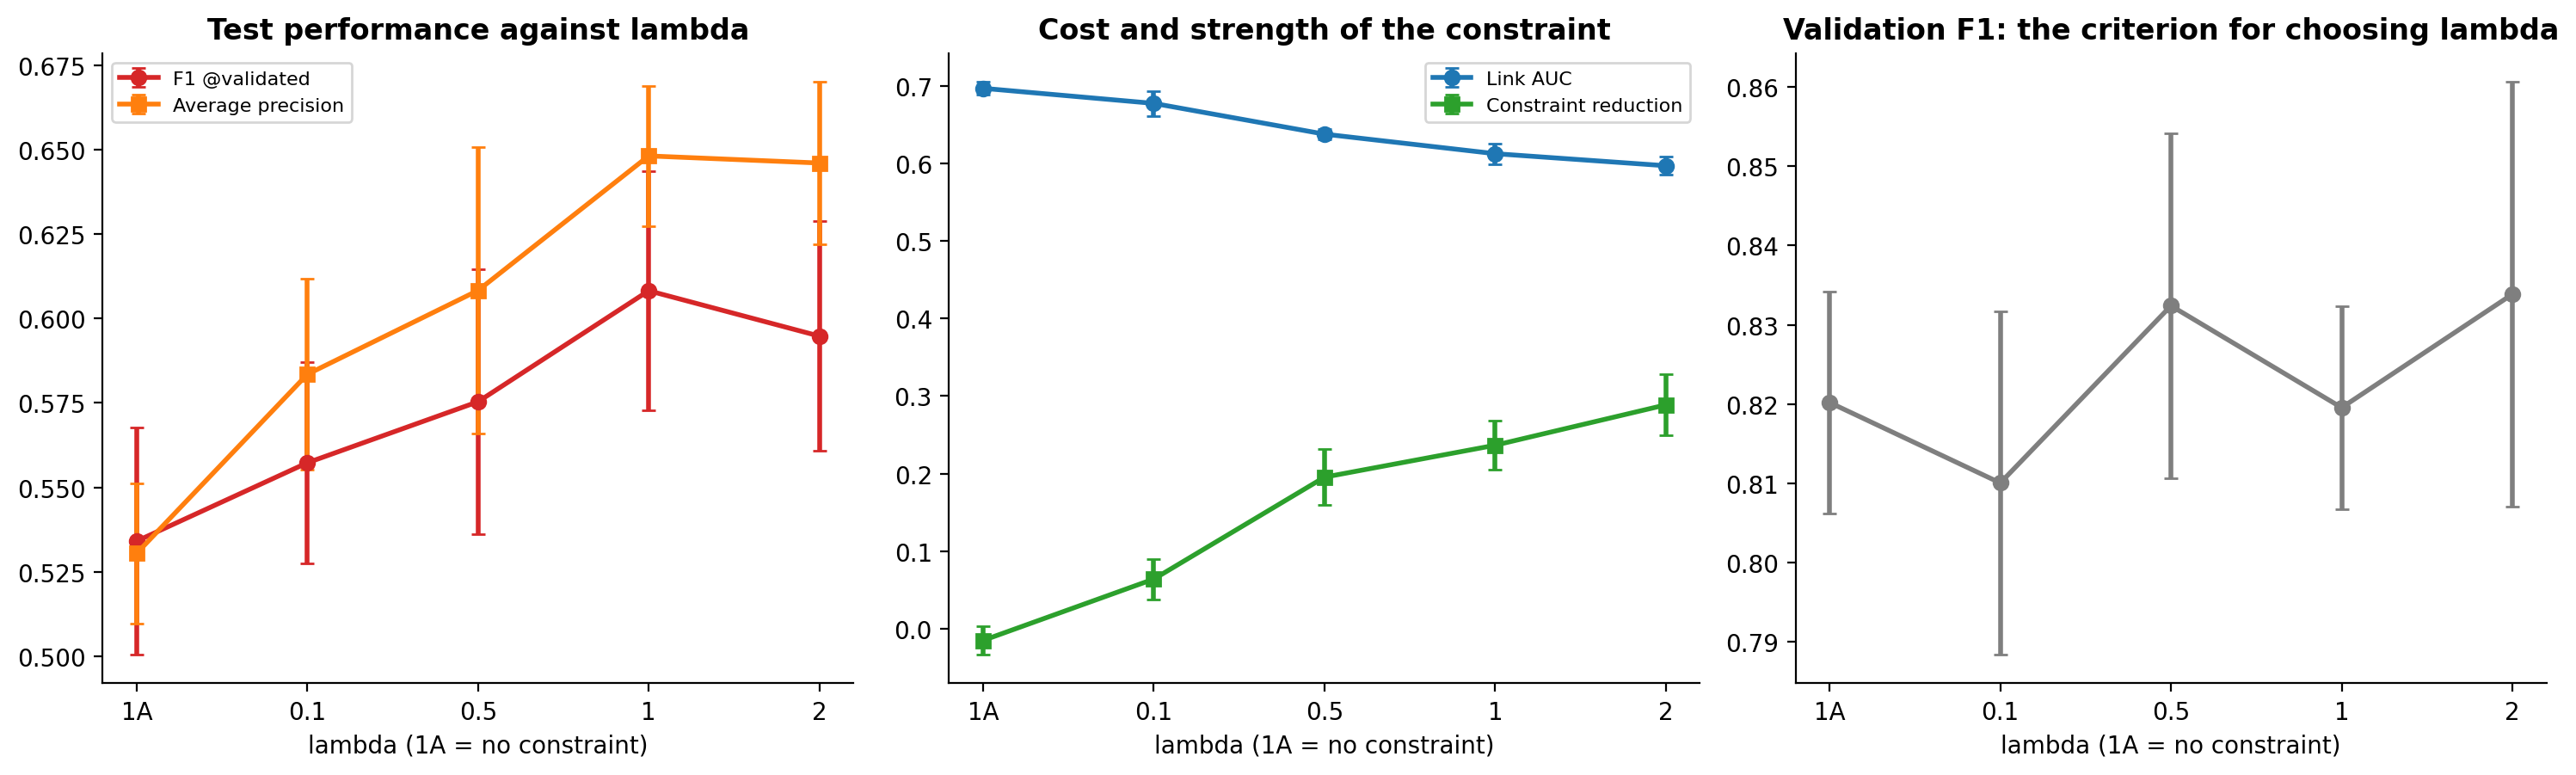 Test performance against lambda
F1 @validated
Average precision
0.675
0.650
0.625
0.600
0.575
0.550
0.525
0.500
1A 0.1 0.5 1 2
lambda (1A = no constraint)
Cost and strength of the constraint
Link AUC
Constraint reduction
0.7
0.6
0.5
0.4
0.3
0.2
0.1
0.0
1A 0.1 0.5 1 2
lambda (1A = no constraint)
Validation F1: the criterion for choosing lambda
0.86
0.85
0.84
0.83
0.82
0.81
0.80
0.79
1A 0.1 0.5 1 2
lambda (1A = no constraint)